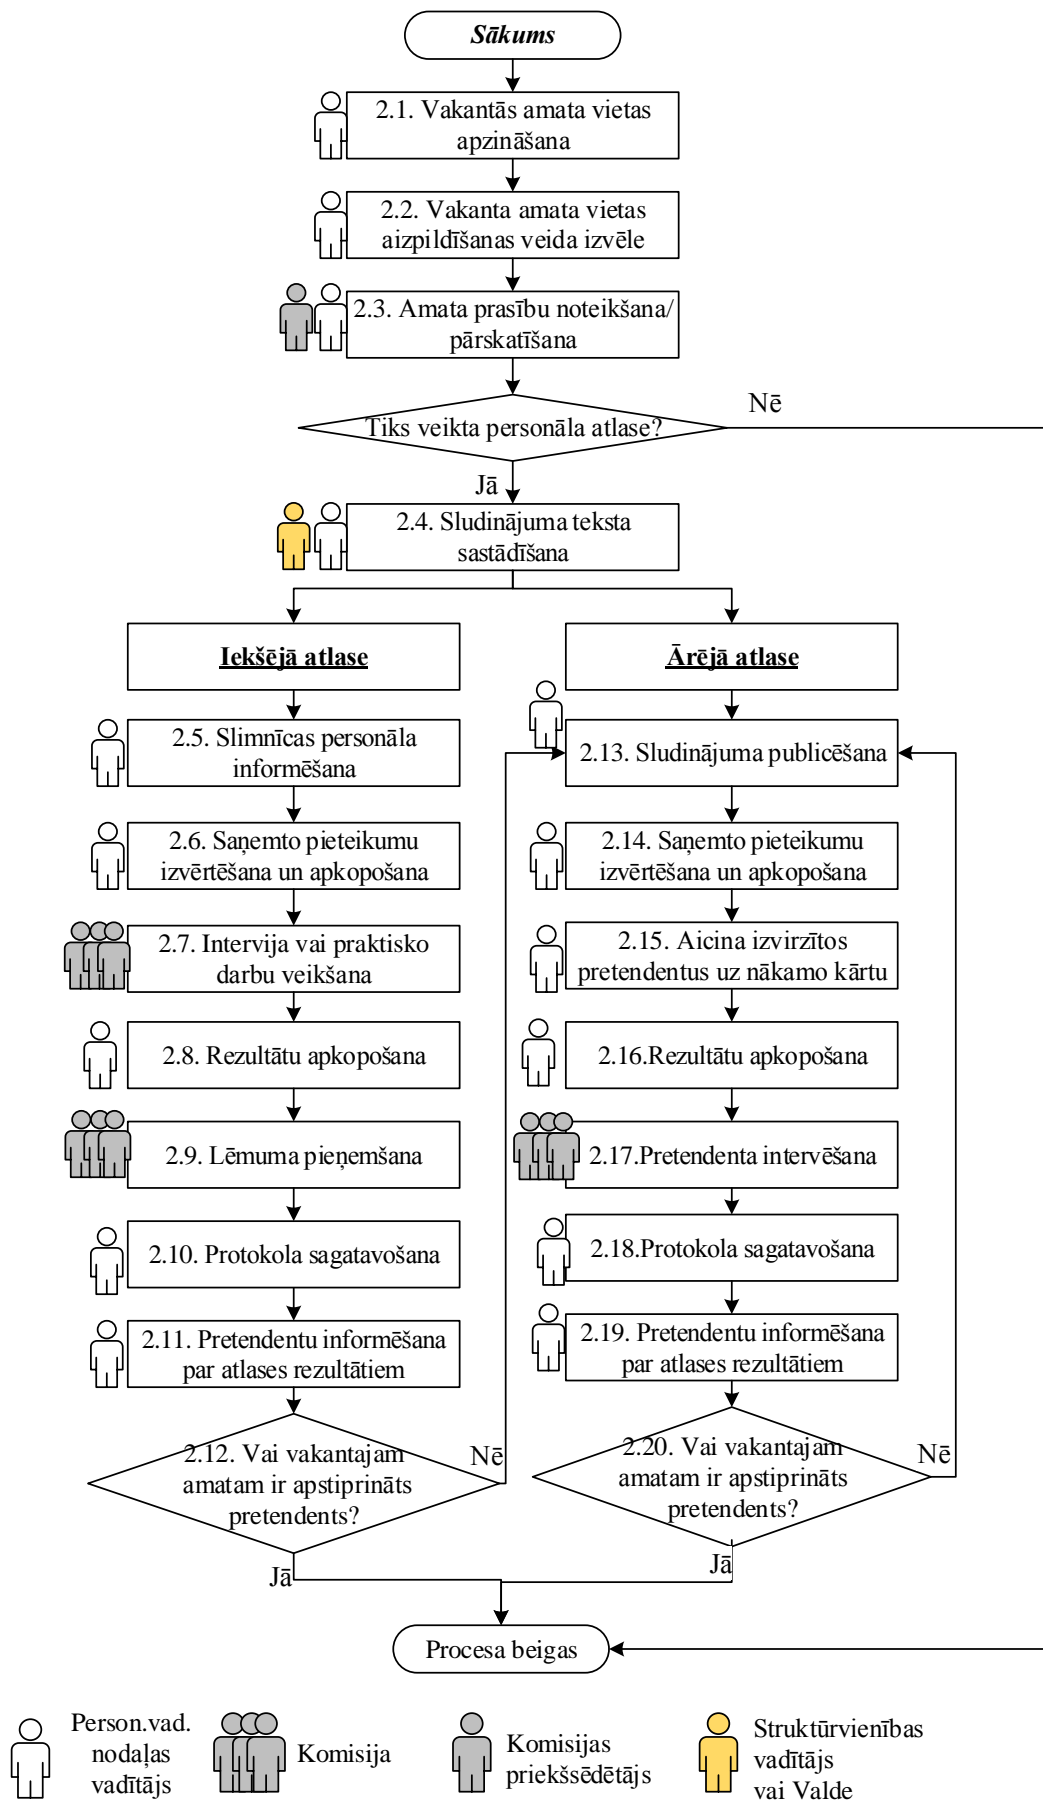 Sākums
2.1. Vakantās amata vietas
apzināšana
2.2. Vakanta amata vietas
aizpildīšanas veida izvēle
2.3. Amata prasību noteikšana/
pārskatīšana
Nē
Tiks veikta personāla atlase?
Jā
2.4. Sludinājuma teksta
sastādīšana
Iekšējā atlase
2.5. Slimnīcas personāla
informēšana
2.6. Saņemto pieteikumu
izvērtēšana un apkopošana
2.7. Intervija vai praktisko
darbu veikšana
2.8. Rezultātu apkopošana
2.9. Lēmuma pieņemšana
2.10. Protokola sagatavošana
2.11. Pretendentu informēšana
par atlases rezultātiem
2.12. Vai vakantajam
amatam ir apstiprināts
pretendents?
Nē
Jā
Ārējā atlase
2.13. Sludinājuma publicēšana
2.14. Saņemto pieteikumu
izvērtēšana un apkopošana
2.15. Aicina izvirzītos
pretendentus uz nākamo kārtu
2.16.Rezultātu apkopošana
2.17.Pretendenta intervēšana
2.18.Protokola sagatavošana
2.19. Pretendentu informēšana
par atlases rezultātiem
2.20. Vai vakantajam
amatam ir apstiprināts
pretendents?
Nē
Jā
Procesa beigas
Person.vad.
nodaļas
vadītājs
Komisija
Komisijas
priekšsēdētājs
Struktūrvienības
vadītājs
vai Valde